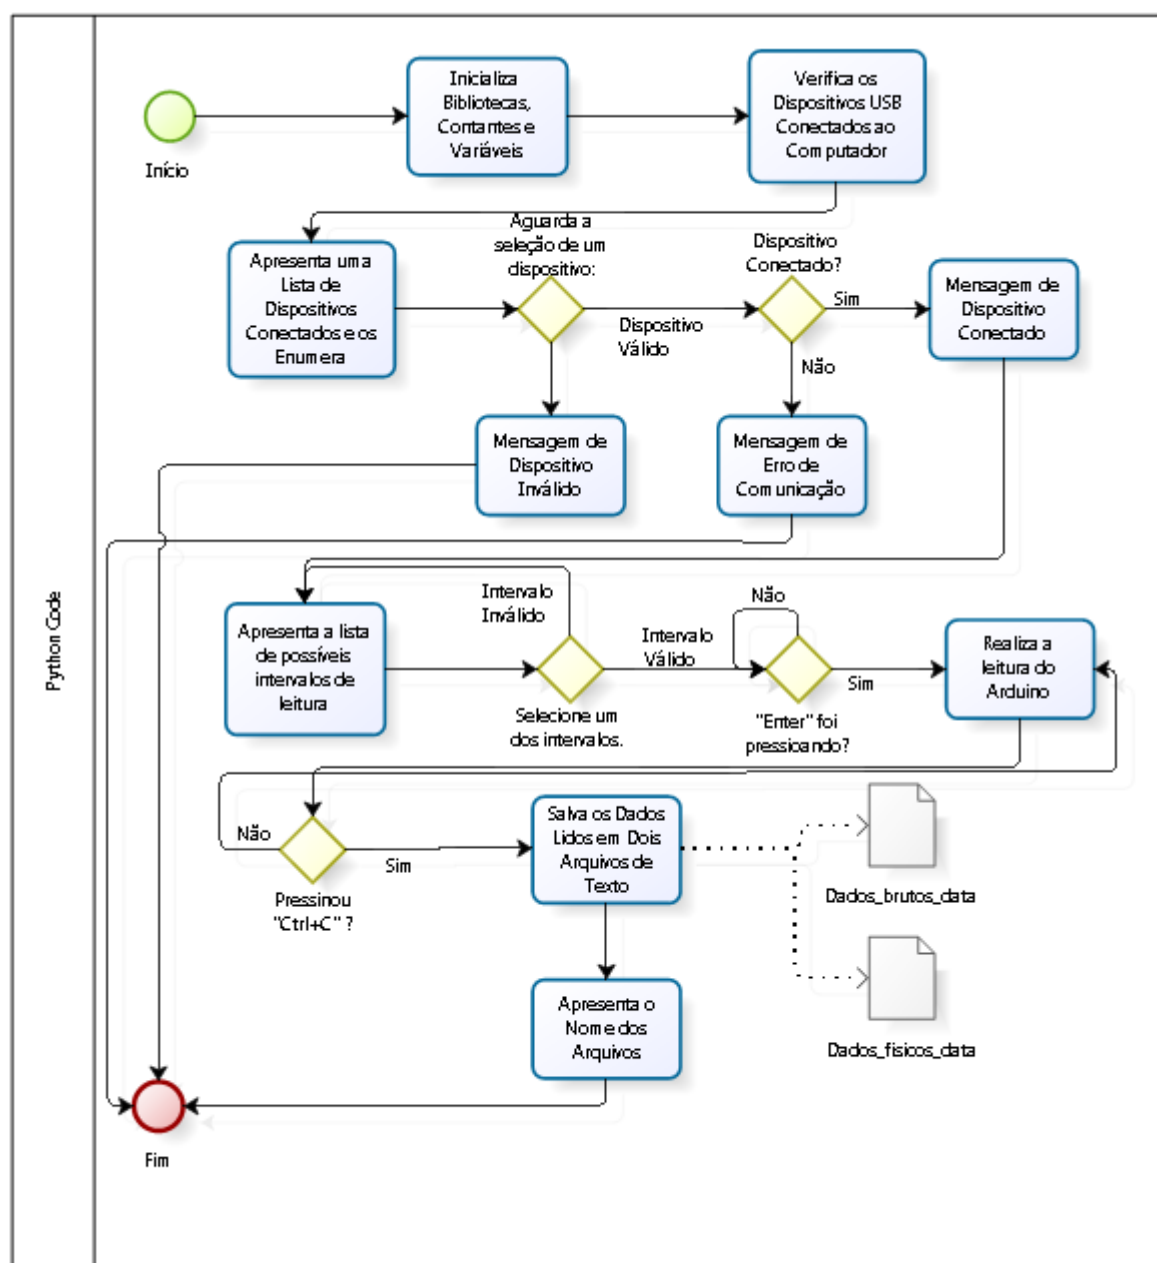 Python Code
Início
Inicializa
Bibliotecas,
Contantes e
Variáveis
Verifica os
Dispositivos USB
Conectados ao
Computador
Apresenta uma
Lista de
Dispositivos
Conectados e os
Enumera
Aguarda a
seleção de um
dispositivo:
Dispositivo
Válido
Dispositivo
Conectado?
Sim
Não
Mensagem de
Dispositivo
Conectado
Mensagem de
Dispositivo
Inválido
Mensagem de
Erro de
Comunicação
Apresenta a lista
de possíveis
intervalos de
leitura
Intervalo
Inválido
Selecione um
dos intervalos.
Intervalo
Válido
Não
"Enter" foi
pressioando?
Sim
Realiza a
leitura do
Arduino
Não
Pressinou
"Ctrl+C" ?
Sim
Salva os Dados
Lidos em Dois
Arquivos de
Texto
Dados_brutos_data
Dados_fisicos_data
Apresenta o
Nome dos
Arquivos
Fim